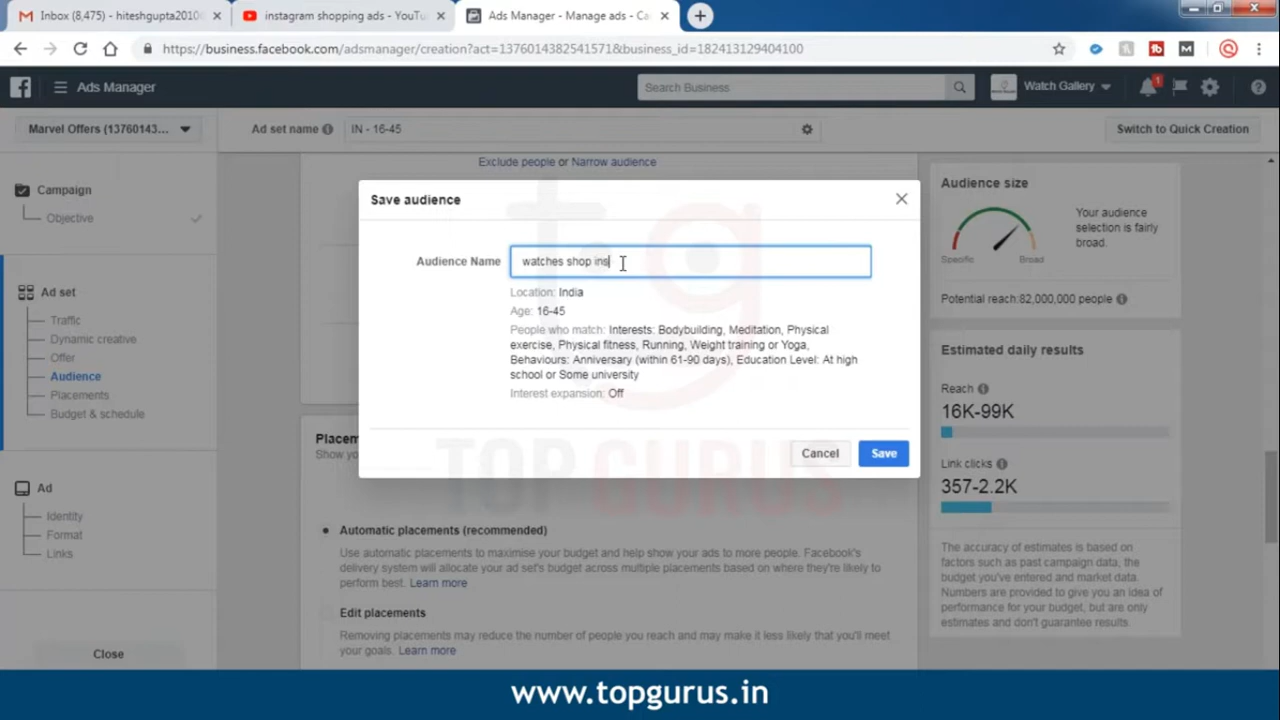 Inbox (8,475) - hiteshgupta2010
instagram shopping ads - YouTu
Ads Manager - Manage ads - Ca
https://business.facebook.com/adsmanager/creation?act=1376014382541571&business_id=182413129404100
Ads Manager
Search Business
Watch Gallery
1
Marvel Offers (13760143...
Ad set name
IN - 16-45
Switch to Quick Creation
Exclude people or Narrow audience
Campaign
Objective
Ad set
Traffic
Dynamic creative
Offer
Audience
Placements
Budget & schedule
Ad
Identity
Format
Links
Close
Save audience
Audience Name
watches shop ins
Location: India
Age: 16-45
People who match: Interests: Bodybuilding, Meditation, Physical
exercise, Physical fitness, Running, Weight training or Yoga,
Behaviours: Anniversary (within 61-90 days), Education Level: At high
school or Some university
Interest expansion: Off
Cancel
Save
tg
TOP GURUS
Placem
Show yo
Automatic placements (recommended)
Use automatic placements to maximise your budget and help show your ads to more people. Facebook's
delivery system will allocate your ad set's budget across multiple placements based on where they're likely to
perform best. Learn more
Edit placements
Removing placements may reduce the number of people you reach and may make it less likely that you'll meet
your goals. Learn more
Audience size
Your audience
selection is fairly
broad.
Specific
Broad
Potential reach:82,000,000 people
Estimated daily results
Reach
16K-99K
Link clicks
357-2.2K
The accuracy of estimates is based on
factors such as past campaign data, the
budget you've entered and market data.
Numbers are provided to give you an idea of
performance for your budget, but are only
estimates and don't guarantee results.
www.topgurus.in